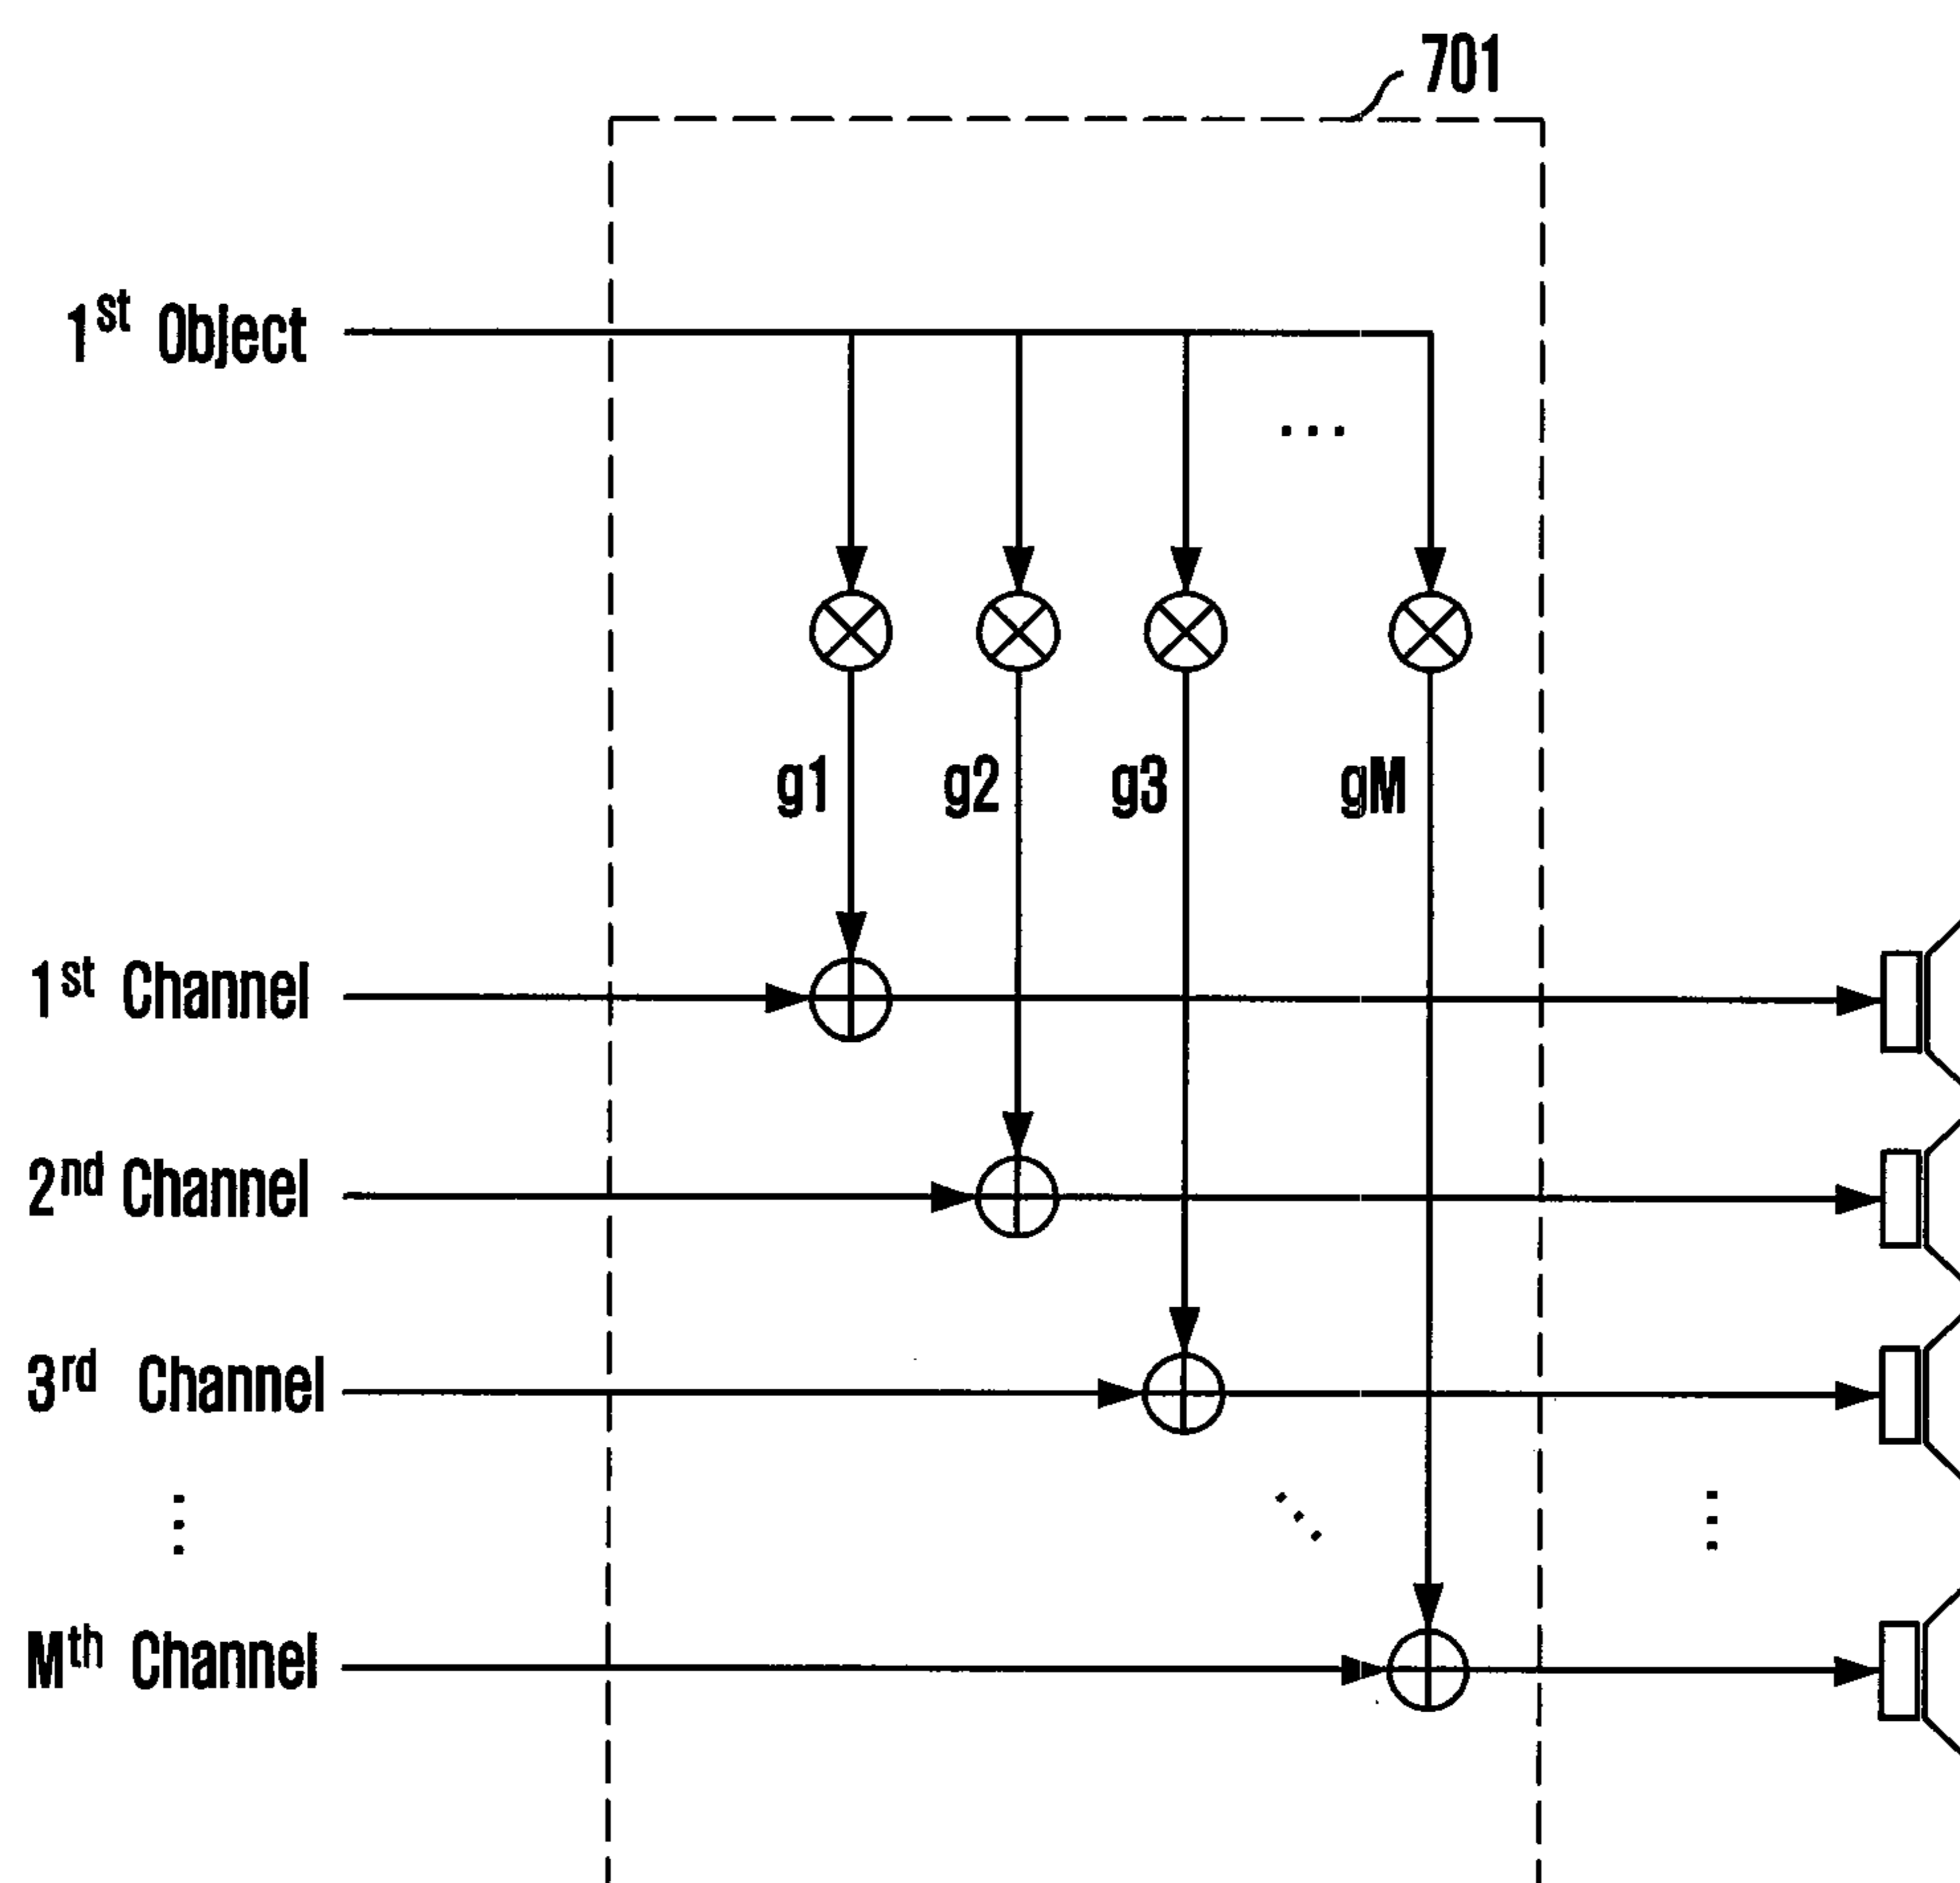 701
1st Object
...
g1 g2 g3 gM
1st Channel
2nd Channel
3rd Channel
Mth Channel